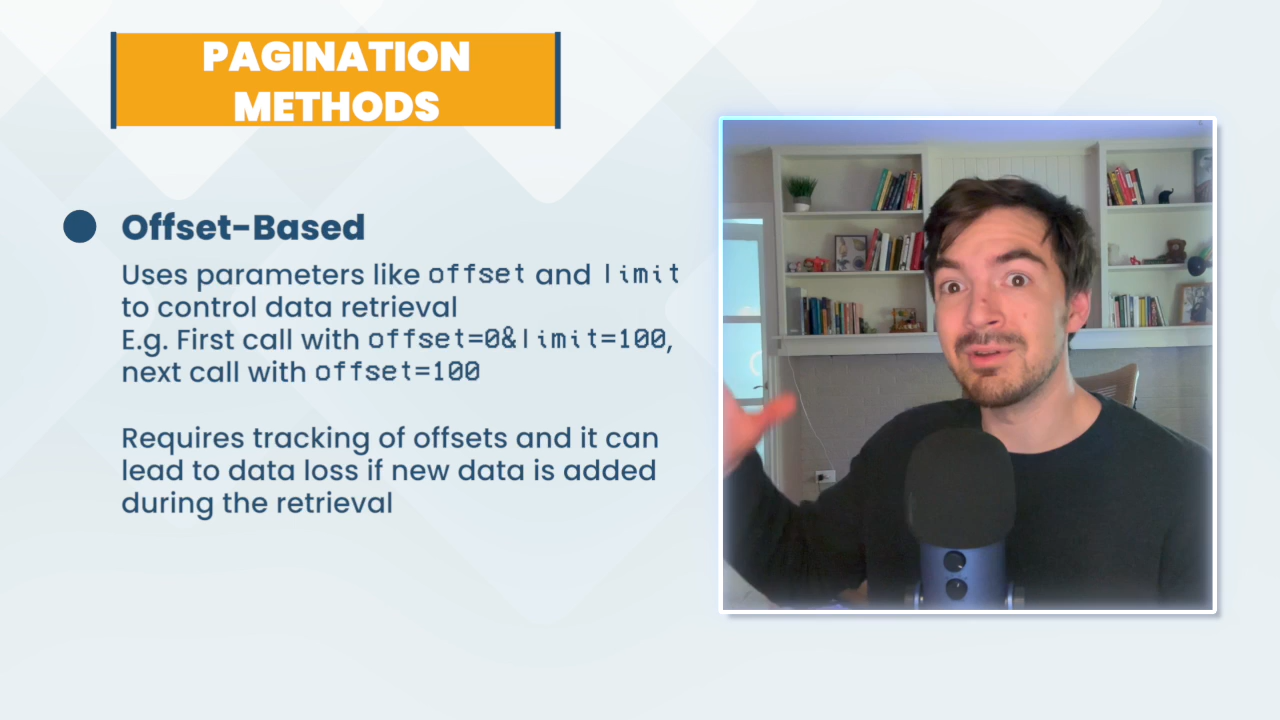 PAGINATION
METHODS
Offset-Based
Uses parameters like offset and limit
to control data retrieval
E.g. First call with offset=0&limit=100,
next call with offset=100
Requires tracking of offsets and it can
lead to data loss if new data is added
during the retrieval